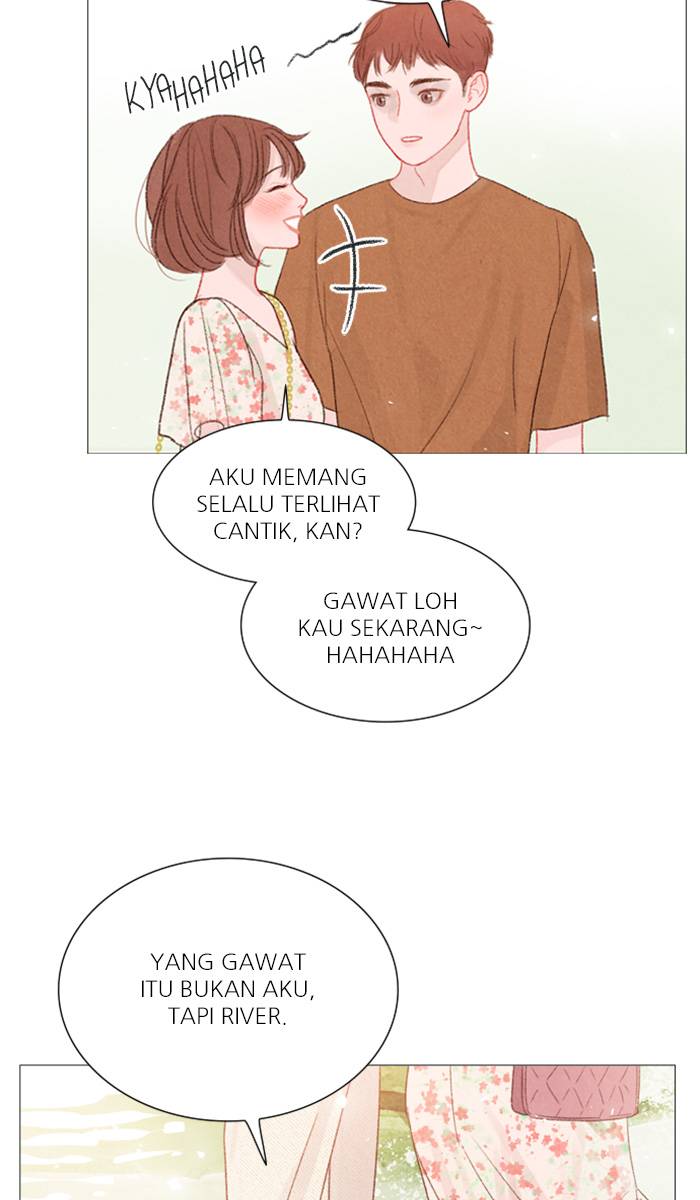 KYAHAHAHA
AKU MEMANG
SELALU TERLIHAT
CANTIK, KAN?
GAWAT LOH
KAU SEKARANG~
HAHAHAHA
YANG GAWAT
ITU BUKAN AKU,
TAPI RIVER.